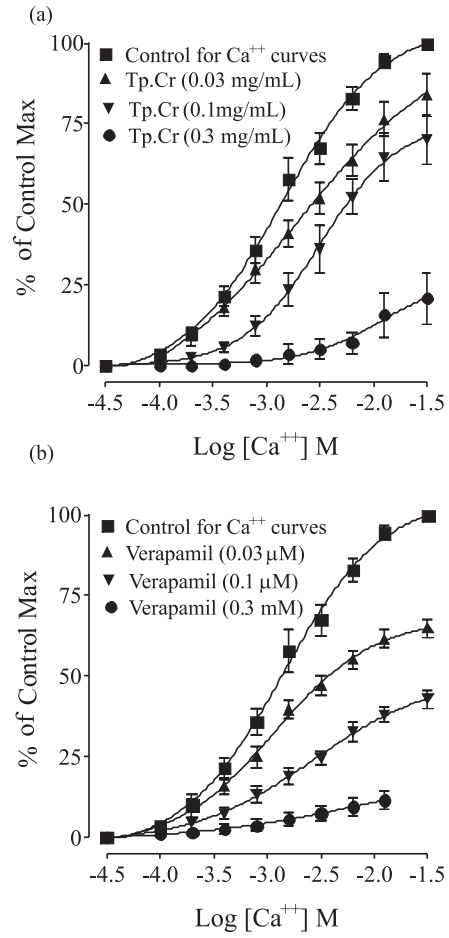 (a)
100
75
50
25
0
% of Control Max
Control for Ca++ curves
Tp.Cr (0.03 mg/mL)
Tp.Cr (0.1mg/mL)
Tp.Cr (0.3 mg/mL)
-4.5 -4.0 -3.5 -3.0 -2.5 -2.0 -1.5
Log [Ca++] M
(b)
100
75
50
25
0
% of Control Max
Control for Ca++ curves
Verapamil (0.03 µM)
Verapamil (0.1 µM)
Verapamil (0.3 mM)
-4.5 -4.0 -3.5 -3.0 -2.5 -2.0 -1.5
Log [Ca++] M